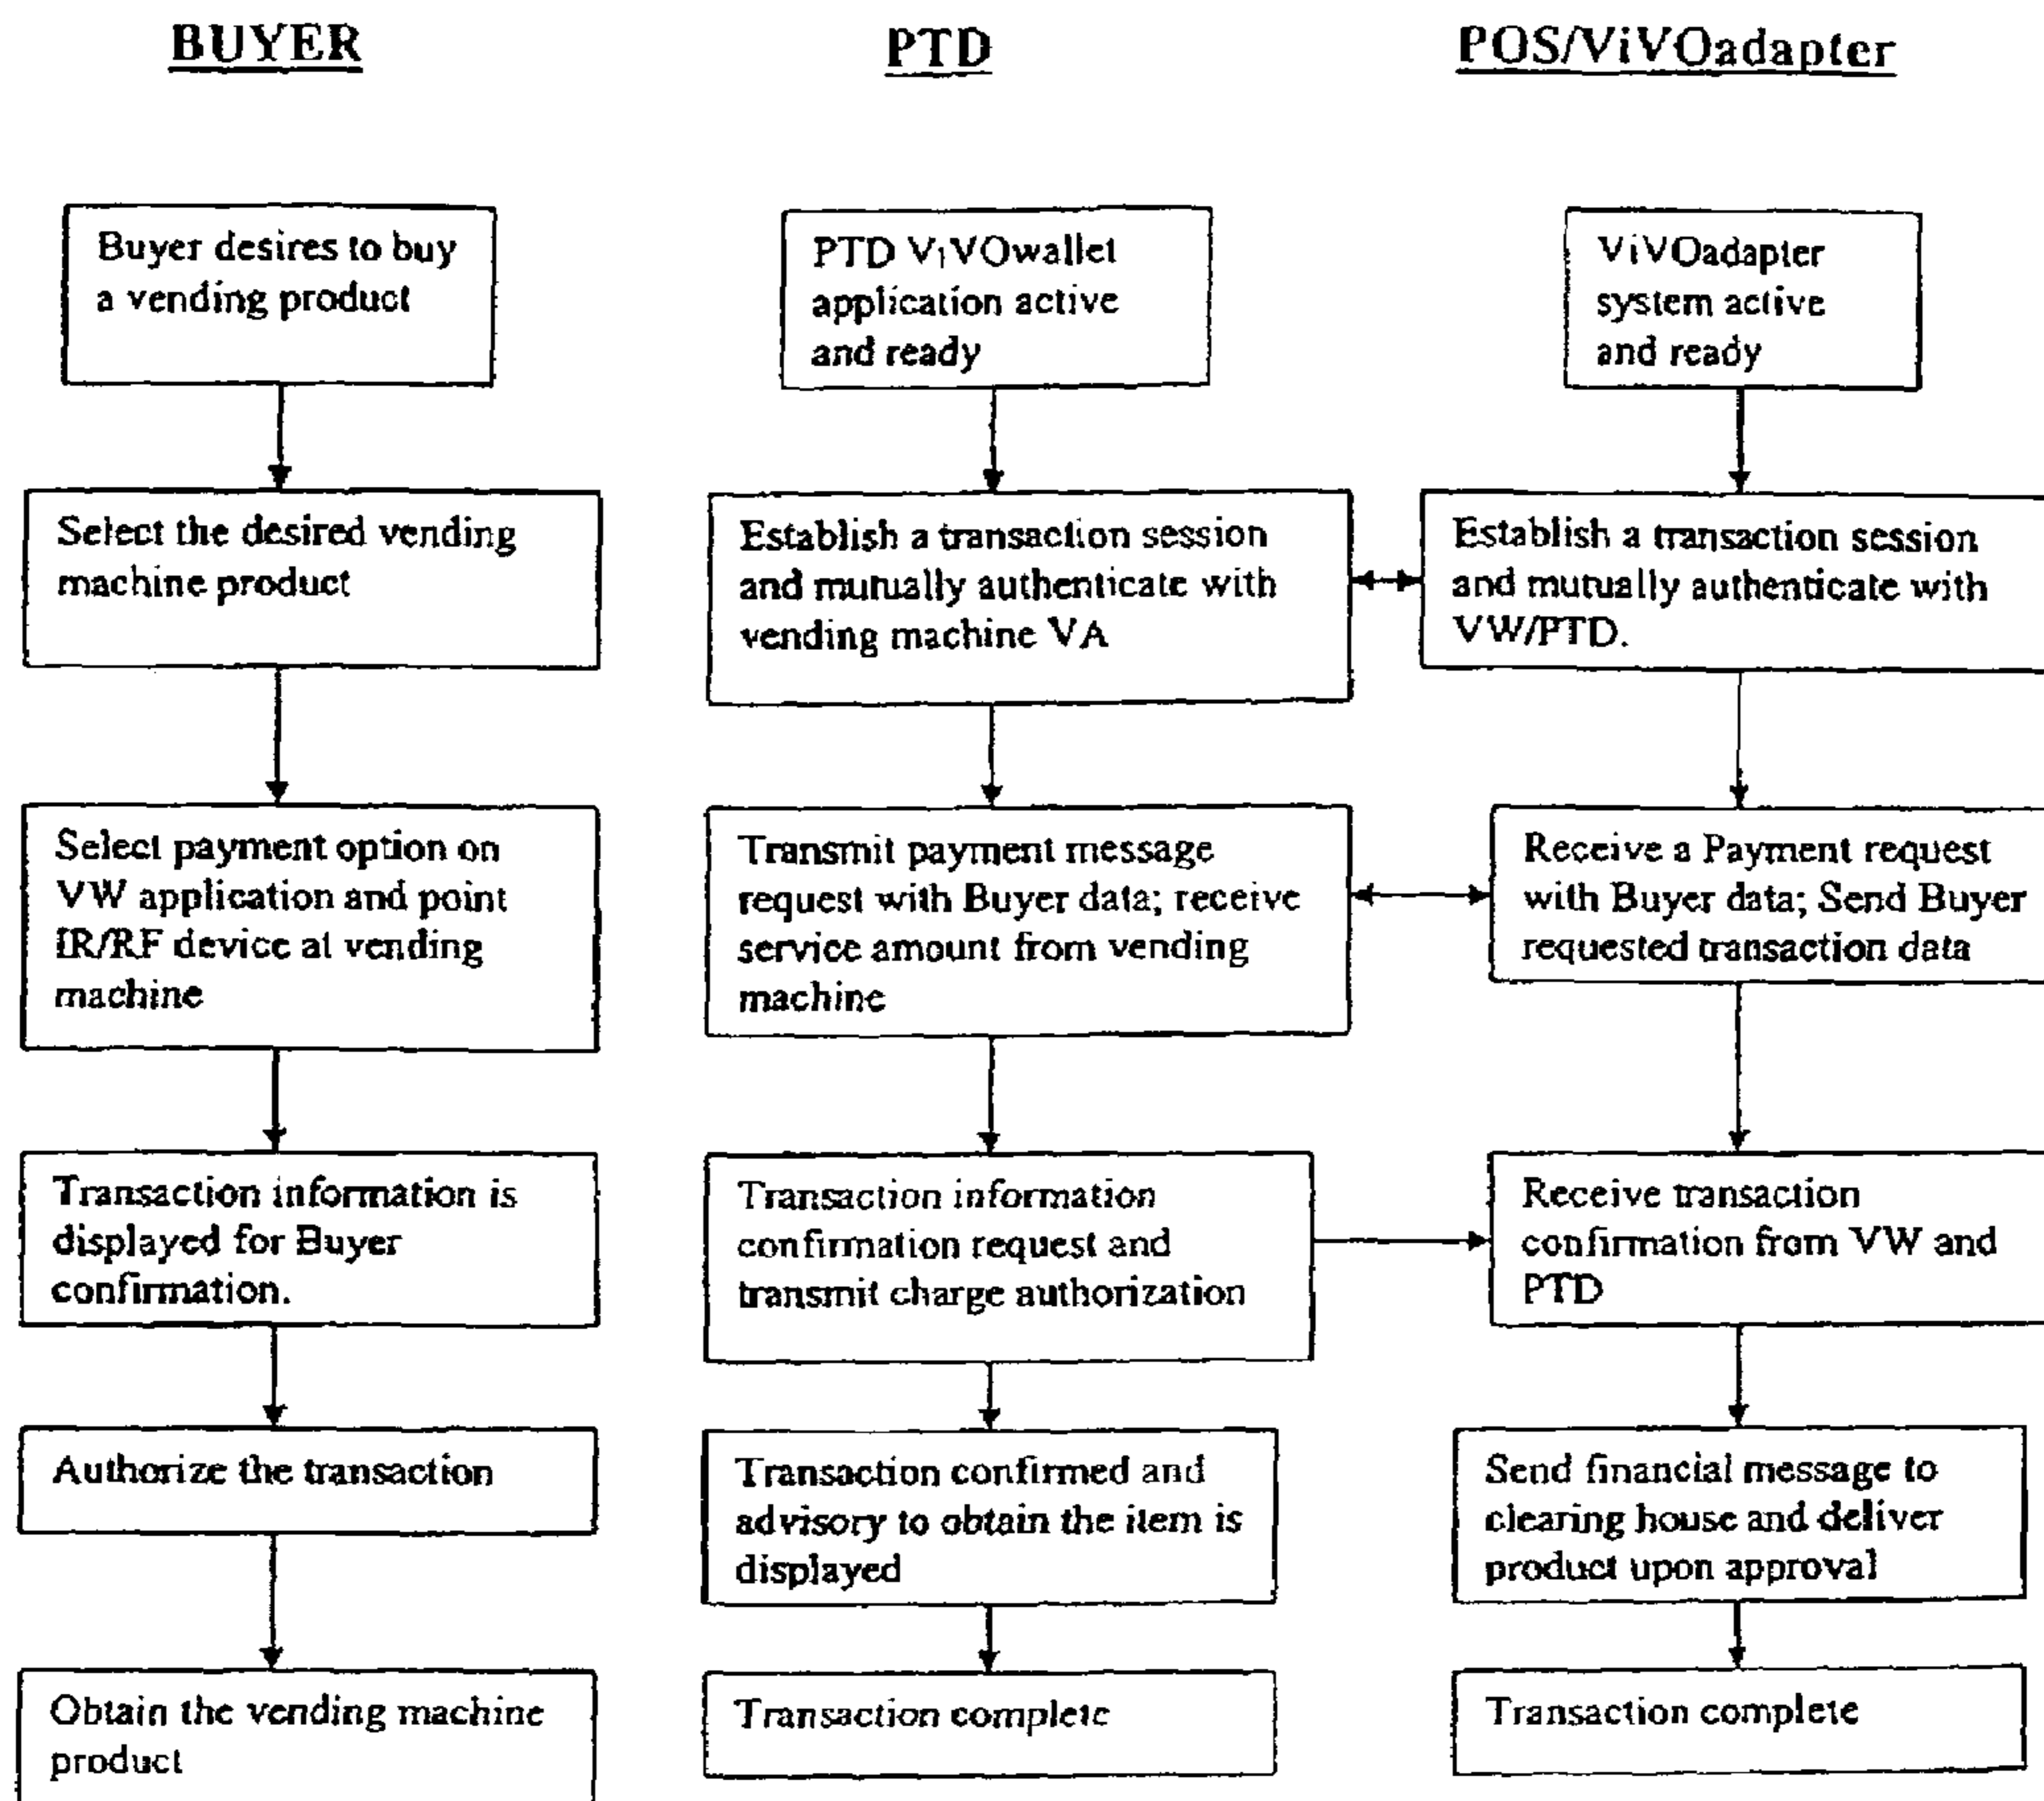 BUYER
PTD
POS/ViVOadapter
Buyer desires to buy
a vending product
PTD ViVOwallet
application active
and ready
ViVOadapter
system active
and ready
Select the desired vending
machine product
Establish a transaction session
and mutually authenticate with
vending machine VA
Establish a transaction session
and mutually authenticate with
VW/PTD.
Select payment option on
VW application and point
IR/RF device at vending
machine
Transmit payment message
request with Buyer data; receive
service amount from vending
machine
Receive a Payment request
with Buyer data; Send Buyer
requested transaction data
Transaction information is
displayed for Buyer
confirmation.
Transaction information
confirmation request and
transmit charge authorization
Receive transaction
confirmation from VW and
PTD
Authorize the transaction
Transaction confirmed and
advisory to obtain the item is
displayed
Send financial message to
clearing house and deliver
product upon approval
Obtain the vending machine
product
Transaction complete
Transaction complete